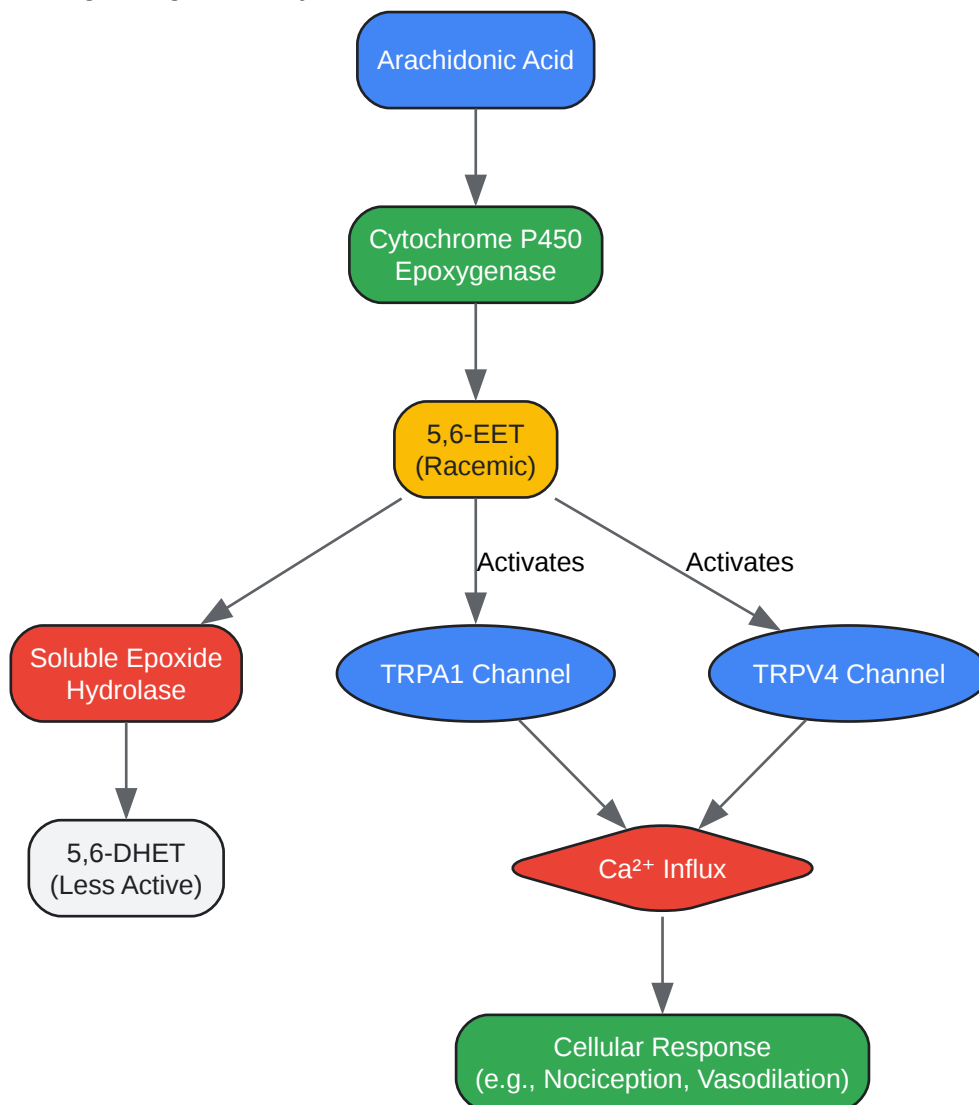 Arachidonic Acid
Cytochrome P450
Epoxygenase
5,6-EET
(Racemic)
Activates
Activates
Soluble Epoxide
Hydrolase
TRPA1 Channel
TRPV4 Channel
5,6-DHET
(Less Active)
Ca²⁺ Influx
Cellular Response
(e.g., Nociception, Vasodilation)